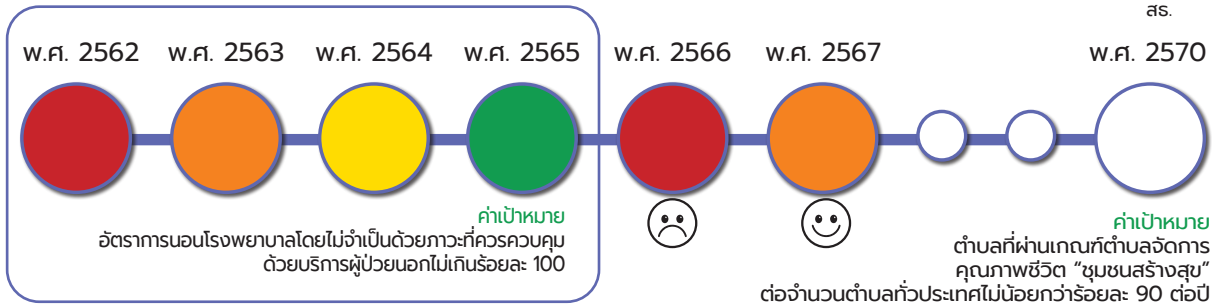 สธ.
พ.ศ. 2562 พ.ศ. 2563 พ.ศ. 2564 พ.ศ. 2565 พ.ศ. 2566 พ.ศ. 2567 พ.ศ. 2570
ค่าเป้าหมาย
อัตราการนอนโรงพยาบาลโดยไม่จำเป็นด้วยภาวะที่ควรควบคุม
ด้วยบริการผู้ป่วยนอกไม่เกินร้อยละ 100
ค่าเป้าหมาย
ตำบลที่ผ่านเกณฑ์ตำบลจัดการ
คุณภาพชีวิต “ชุมชนสร้างสุข”
ต่อจำนวนตำบลทั่วประเทศไม่น้อยกว่าร้อยละ 90 ต่อปี